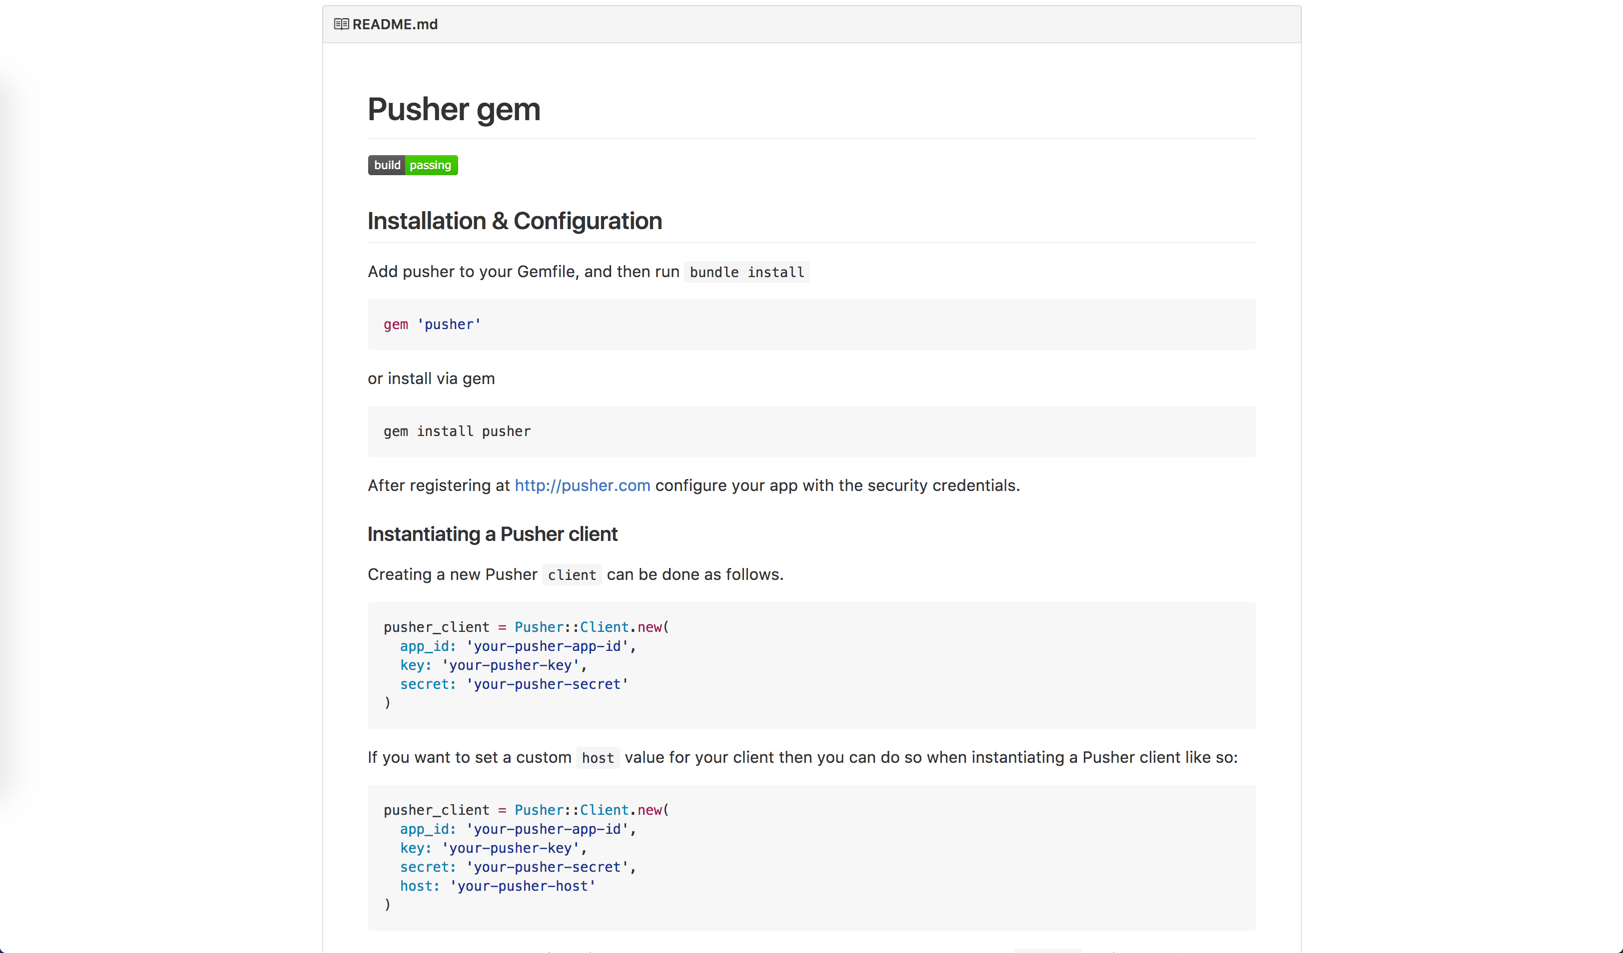 README.md
Pusher gem
build passing
Installation & Configuration
Add pusher to your Gemfile, and then run bundle install
gem 'pusher'
or install via gem
gem install pusher
After registering at http://pusher.com configure your app with the security credentials.
Instantiating a Pusher client
Creating a new Pusher client can be done as follows.
pusher_client = Pusher::Client.new(
  app_id: 'your-pusher-app-id',
  key: 'your-pusher-key',
  secret: 'your-pusher-secret'
)
If you want to set a custom host value for your client then you can do so when instantiating a Pusher client like so:
pusher_client = Pusher::Client.new(
  app_id: 'your-pusher-app-id',
  key: 'your-pusher-key',
  secret: 'your-pusher-secret',
  host: 'your-pusher-host'
)